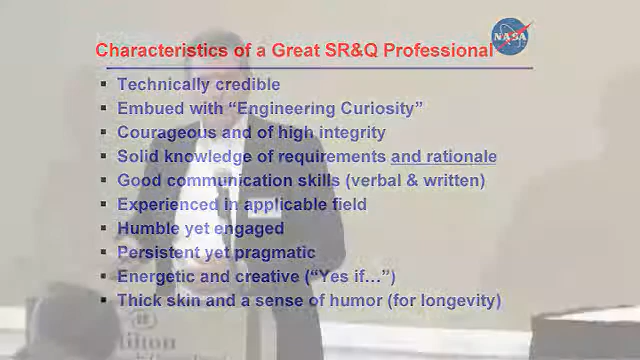 NASA
Characteristics of a Great SR&Q Professional
▪ Technically credible
▪ Embued with “Engineering Curiosity”
▪ Courageous and of high integrity
▪ Solid knowledge of requirements and rationale
▪ Good communication skills (verbal & written)
▪ Experienced in applicable field
▪ Humble yet engaged
▪ Persistent yet pragmatic
▪ Energetic and creative (“Yes if…”)
▪ Thick skin and a sense of humor (for longevity)
Hilton